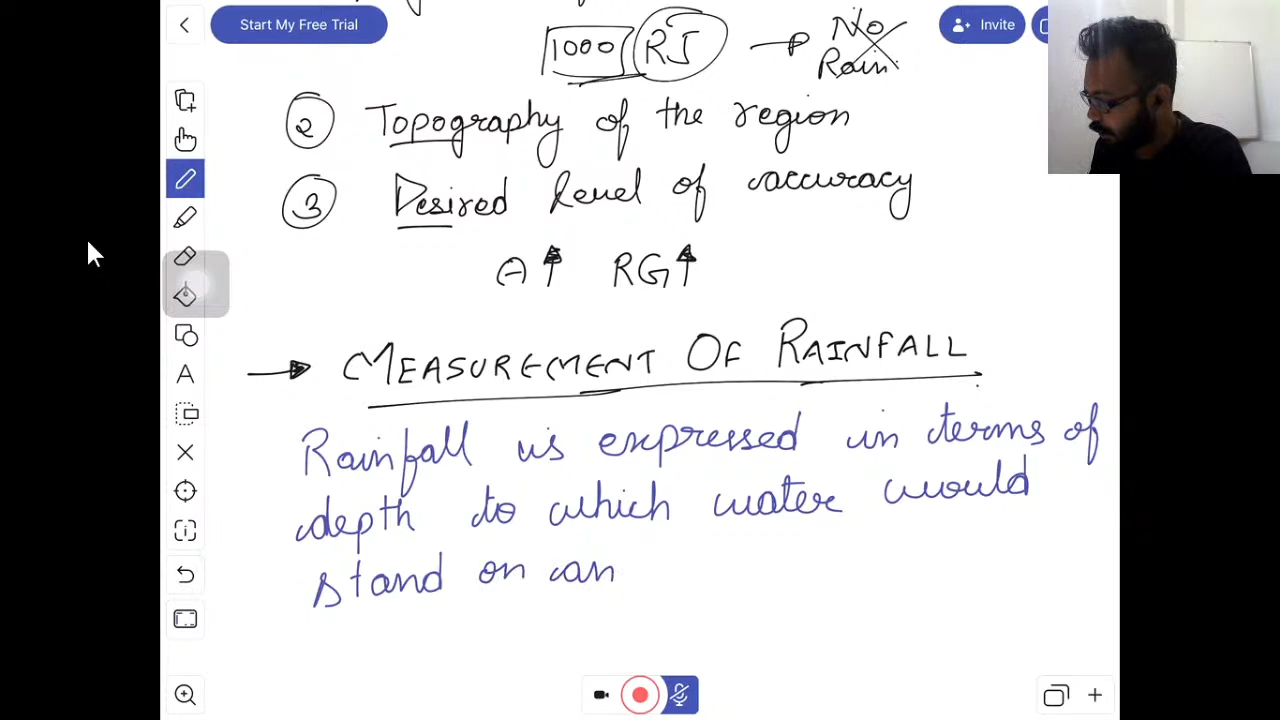 Start My Free Trial
Invite
1000 RJ → No Rain
2 Topography of the region
3 Desired level of accuracy
A↑ RG↑
→ MEASUREMENT OF RAINFALL
Rainfall is expressed in terms of
depth to which water would
stand on an